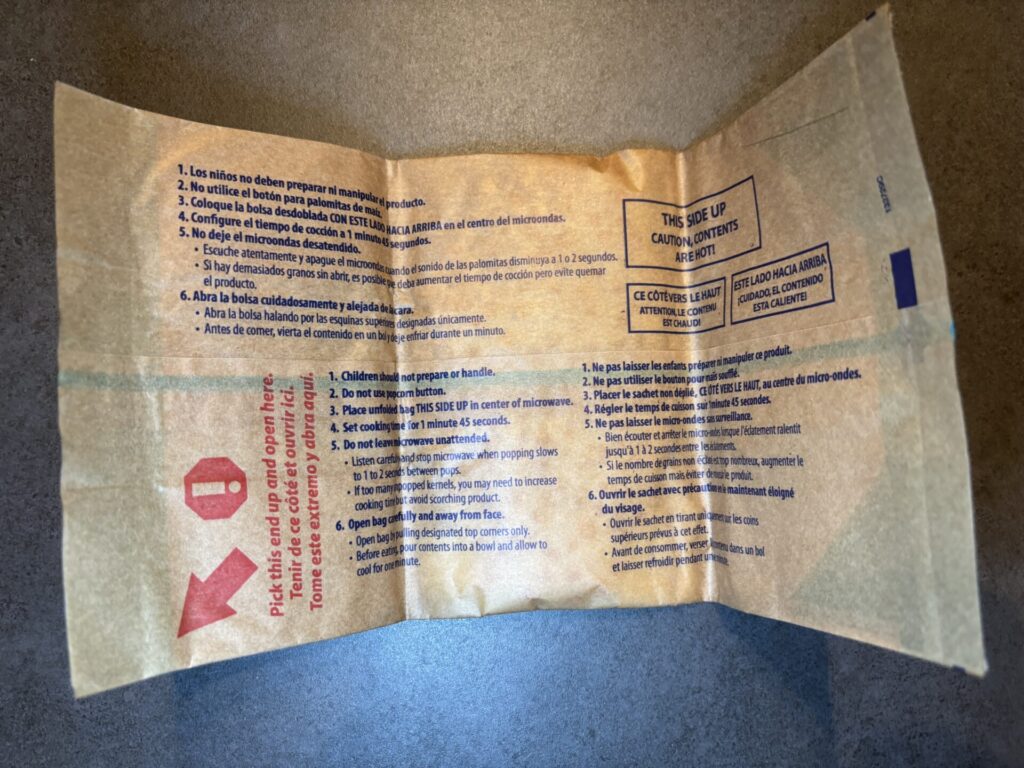 1. Los niños no deben preparar ni manipular el producto.
2. No utilice el botón para palomitas de maíz.
3. Coloque la bolsa desdoblada CON ESTE LADO HACIA ARRIBA en el centro del microondas.
4. Configure el tiempo de cocción a 1 minuto 45 segundos.
5. No deje el microondas desatendido.
• Escuche atentamente y apague el microondas cuando el sonido de las palomitas disminuya a 1 o 2 segundos.
• Si hay demasiados granos sin abrir, es posible que deba aumentar el tiempo de cocción pero evite quemar
el producto.
6. Abra la bolsa cuidadosamente y alejada de la cara.
• Abra la bolsa halando por las esquinas superiores designadas únicamente.
• Antes de comer, vierta el contenido en un bol y deje enfriar durante un minuto.
THIS SIDE UP
CAUTION, CONTENTS
ARE HOT!
CE CÔTÉ VERS LE HAUT
ATTENTION, LE CONTENU
EST CHAUD!
ESTE LADO HACIA ARRIBA
¡CUIDADO, EL CONTENIDO
ESTA CALIENTE!
Pick this end up and open here.
Tenir de ce côté et ouvrir ici.
Tome este extremo y abra aquí.
1. Children should not prepare or handle.
2. Do not use popcorn button.
3. Place unfolded bag THIS SIDE UP in center of microwave.
4. Set cooking time for 1 minute 45 seconds.
5. Do not leave microwave unattended.
• Listen carefully and stop microwave when popping slows
to 1 to 2 seconds between pops.
• If too many unpopped kernels, you may need to increase
cooking time but avoid scorching product.
6. Open bag carefully and away from face.
• Open bag by pulling designated top corners only.
• Before eating, pour contents into a bowl and allow to
cool for one minute.
1. Ne pas laisser les enfants préparer ni manipuler ce produit.
2. Ne pas utiliser le bouton pour maïs soufflé.
3. Placer le sachet non déplié, CE CÔTÉ VERS LE HAUT, au centre du micro-ondes.
4. Régler le temps de cuisson sur 1 minute 45 secondes.
5. Ne pas laisser le micro-ondes sans surveillance.
• Bien écouter et arrêter le micro-ondes lorsque l'éclatement ralentit
jusqu'à 1 à 2 secondes entre les éclatements.
• Si le nombre de grains non éclatés est trop nombreux, augmenter le
temps de cuisson mais éviter de roussir le produit.
6. Ouvrir le sachet avec précaution en le maintenant éloigné
du visage.
• Ouvrir le sachet en tirant uniquement sur les coins
supérieurs prévus à cet effet.
• Avant de consommer, verser le contenu dans un bol
et laisser refroidir pendant une minute.